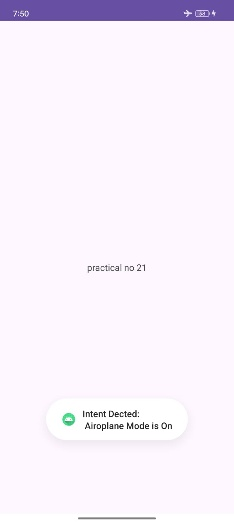 7:50
practical no 21
Intent Dected:
Airoplane Mode is On